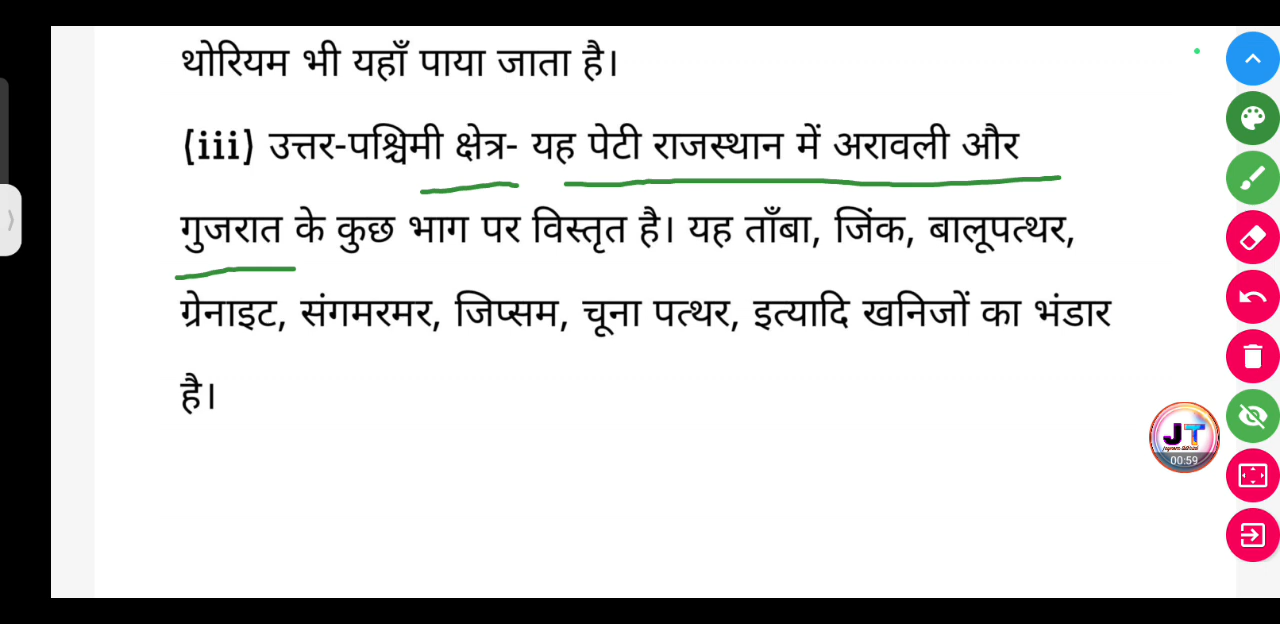 थोरियम भी यहाँ पाया जाता है।
(iii) उत्तर-पश्चिमी क्षेत्र- यह पेटी राजस्थान में अरावली और
गुजरात के कुछ भाग पर विस्तृत है। यह ताँबा, जिंक, बालूपत्थर,
ग्रेनाइट, संगमरमर, जिप्सम, चूना पत्थर, इत्यादि खनिजों का भंडार
है।
JT
00:59